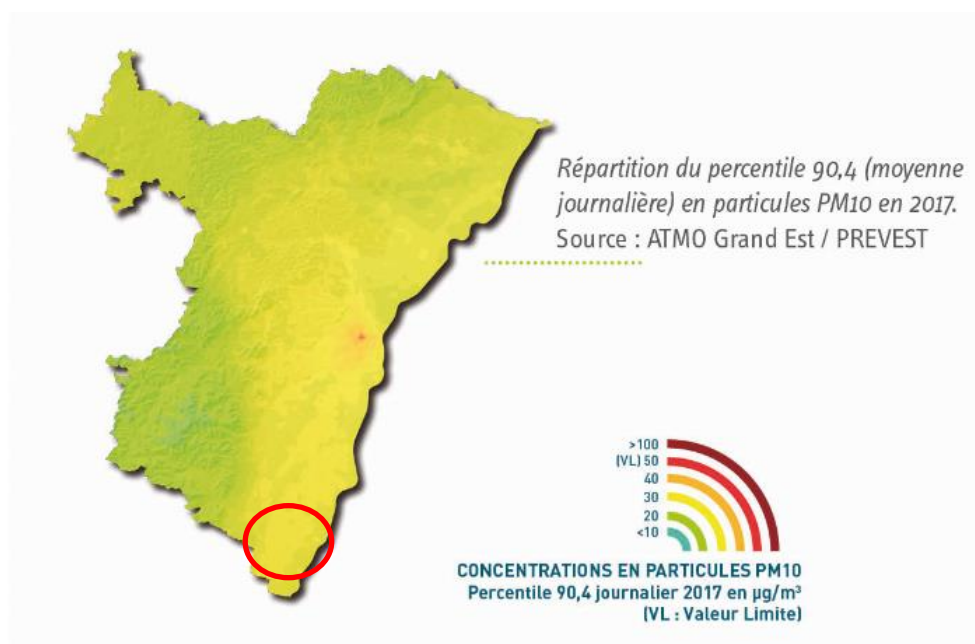 Répartition du percentile 90,4 (moyenne
journalière) en particules PM10 en 2017.
Source : ATMO Grand Est / PREVEST
>100
(VL) 50
40
30
20
<10
CONCENTRATIONS EN PARTICULES PM10
Percentile 90,4 journalier 2017 en µg/m³
(VL : Valeur Limite)